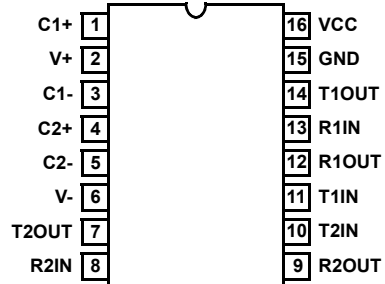 C1+ 1 16 VCC
V+ 2 15 GND
C1- 3 14 T1OUT
C2+ 4 13 R1IN
C2- 5 12 R1OUT
V- 6 11 T1IN
T2OUT 7 10 T2IN
R2IN 8 9 R2OUT